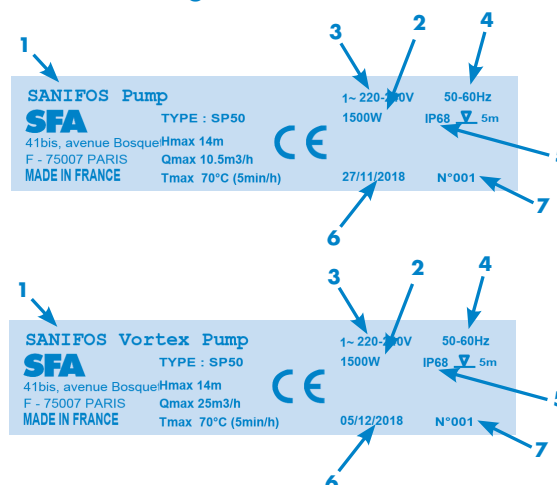 2
4
3
1
SANIFOS Pump
1~ 220-240V
50-60Hz
SFA
TYPE : SP50
1500W
IP68 5m
41bis, avenue Bosquet
Hmax 14m
F - 75007 PARIS
Qmax 10.5m3/h
CE
MADE IN FRANCE
Tmax 70°C (5min/h)
27/11/2018
N°001
7
6
2
4
3
1
SANIFOS Vortex Pump
1~ 220-240V
50-60Hz
SFA
TYPE : SP50
1500W
IP68 5m
41bis, avenue Bosquet
Hmax 14m
F - 75007 PARIS
Qmax 25m3/h
CE
5
MADE IN FRANCE
Tmax 70°C (5min/h)
05/12/2018
N°001
7
6